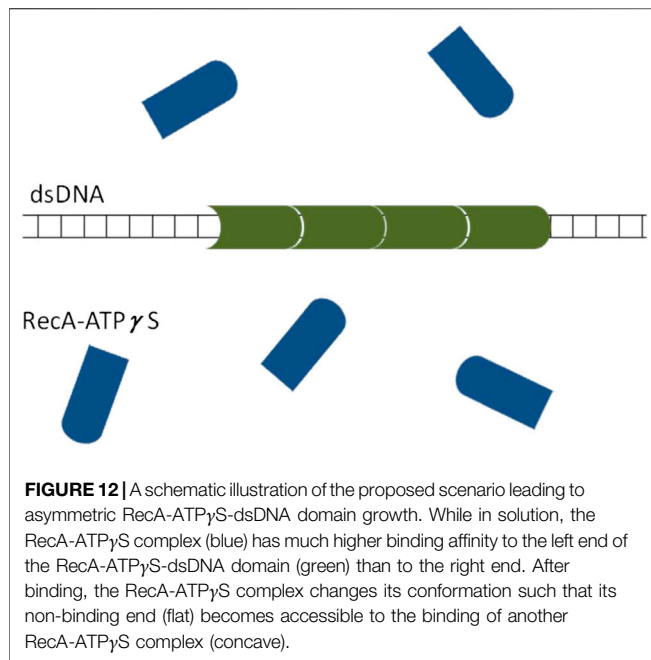 dsDNA
RecA-ATPγS
FIGURE 12 | A schematic illustration of the proposed scenario leading to
asymmetric RecA-ATPγS-dsDNA domain growth. While in solution, the
RecA-ATPγS complex (blue) has much higher binding affinity to the left end of
the RecA-ATPγS-dsDNA domain (green) than to the right end. After
binding, the RecA-ATPγS complex changes its conformation such that its
non-binding end (flat) becomes accessible to the binding of another
RecA-ATPγS complex (concave).